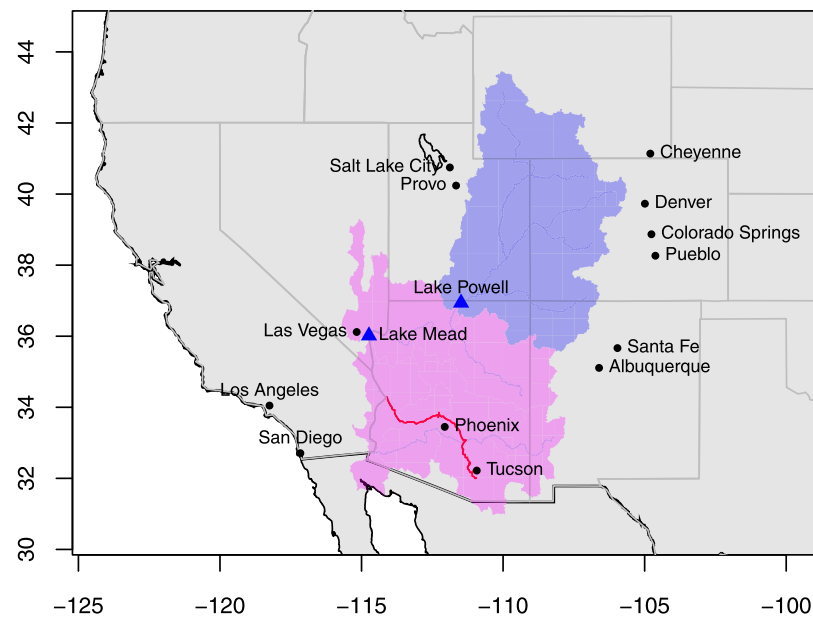 44
42
40
38
36
34
32
30
Salt Lake City
Provo
Cheyenne
Denver
Colorado Springs
Pueblo
Lake Powell
Las Vegas
Lake Mead
Santa Fe
Albuquerque
Los Angeles
San Diego
Phoenix
Tucson
−125
−120
−115
−110
−105
−100